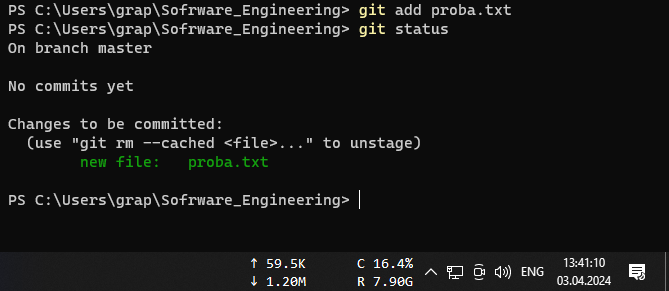 PS C:\Users\grap\Sofrware_Engineering> git add proba.txt
PS C:\Users\grap\Sofrware_Engineering> git status
On branch master
No commits yet
Changes to be committed:
(use "git rm --cached <file>..." to unstage)
new file: proba.txt
PS C:\Users\grap\Sofrware_Engineering>
↑ 59.5K C 16.4%
↓ 1.20M R 7.90G
ENG
13:41:10
03.04.2024